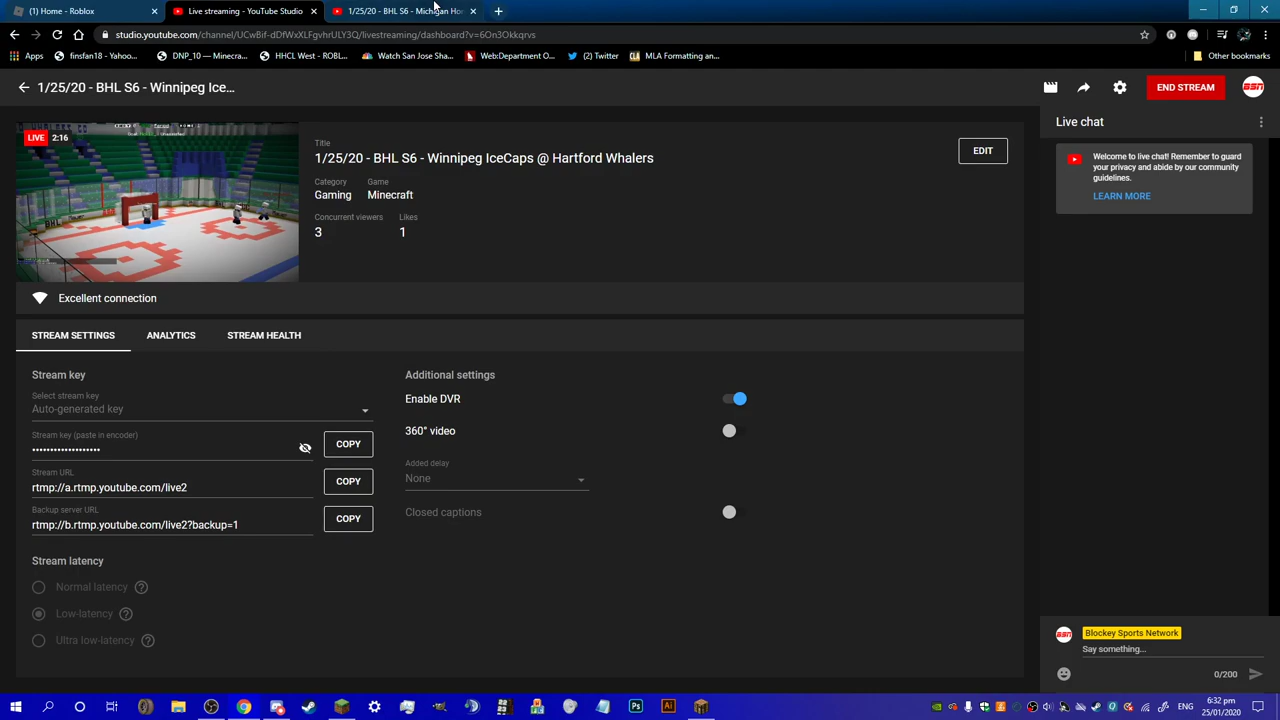 (1) Home - Roblox
Live streaming - YouTube Studio
1/25/20 - BHL S6 - Michigan Hor
studio.youtube.com/channel/UCwBif-dDfWxXLFgvhrULY3Q/livestreaming/dashboard?v=6On3Okkqrvs
Apps
finsfan16 - Yahoo...
DNP_10 — Minecra...
HHCL West - ROBL...
Watch San Jose Sha...
Web:Department O...
(2) Twitter
MLA Formatting an...
Other bookmarks
1/25/20 - BHL S6 - Winnipeg Ice...
END STREAM
BSN
LIVE 2:16
BHL
Title
1/25/20 - BHL S6 - Winnipeg IceCaps @ Hartford Whalers
EDIT
Category
Game
Gaming
Minecraft
Concurrent viewers
Likes
3
1
Excellent connection
STREAM SETTINGS
ANALYTICS
STREAM HEALTH
Stream key
Select stream key
Auto-generated key
Stream key (paste in encoder)
••••••••••••••••••
COPY
Stream URL
rtmp://a.rtmp.youtube.com/live2
COPY
Backup server URL
rtmp://b.rtmp.youtube.com/live2?backup=1
COPY
Stream latency
Normal latency
Low-latency
Ultra low-latency
Additional settings
Enable DVR
360° video
Added delay
None
Closed captions
Live chat
Welcome to live chat! Remember to guard
your privacy and abide by our community
guidelines.
LEARN MORE
BSN
Blockey Sports Network
Say something...
0/200
Ps
Ai
ENG
6:32 pm
25/01/2020